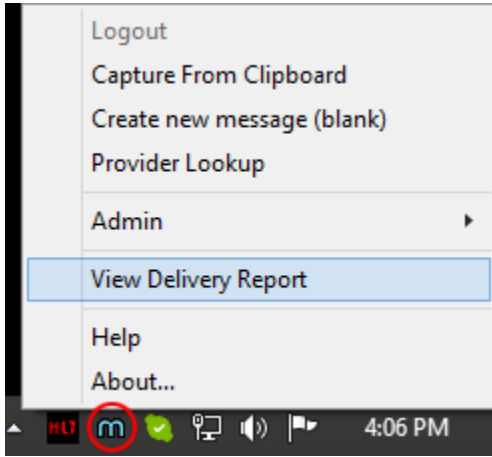 Logout
Capture From Clipboard
Create new message (blank)
Provider Lookup
Admin
View Delivery Report
Help
About...
HL7 m 4:06 PM